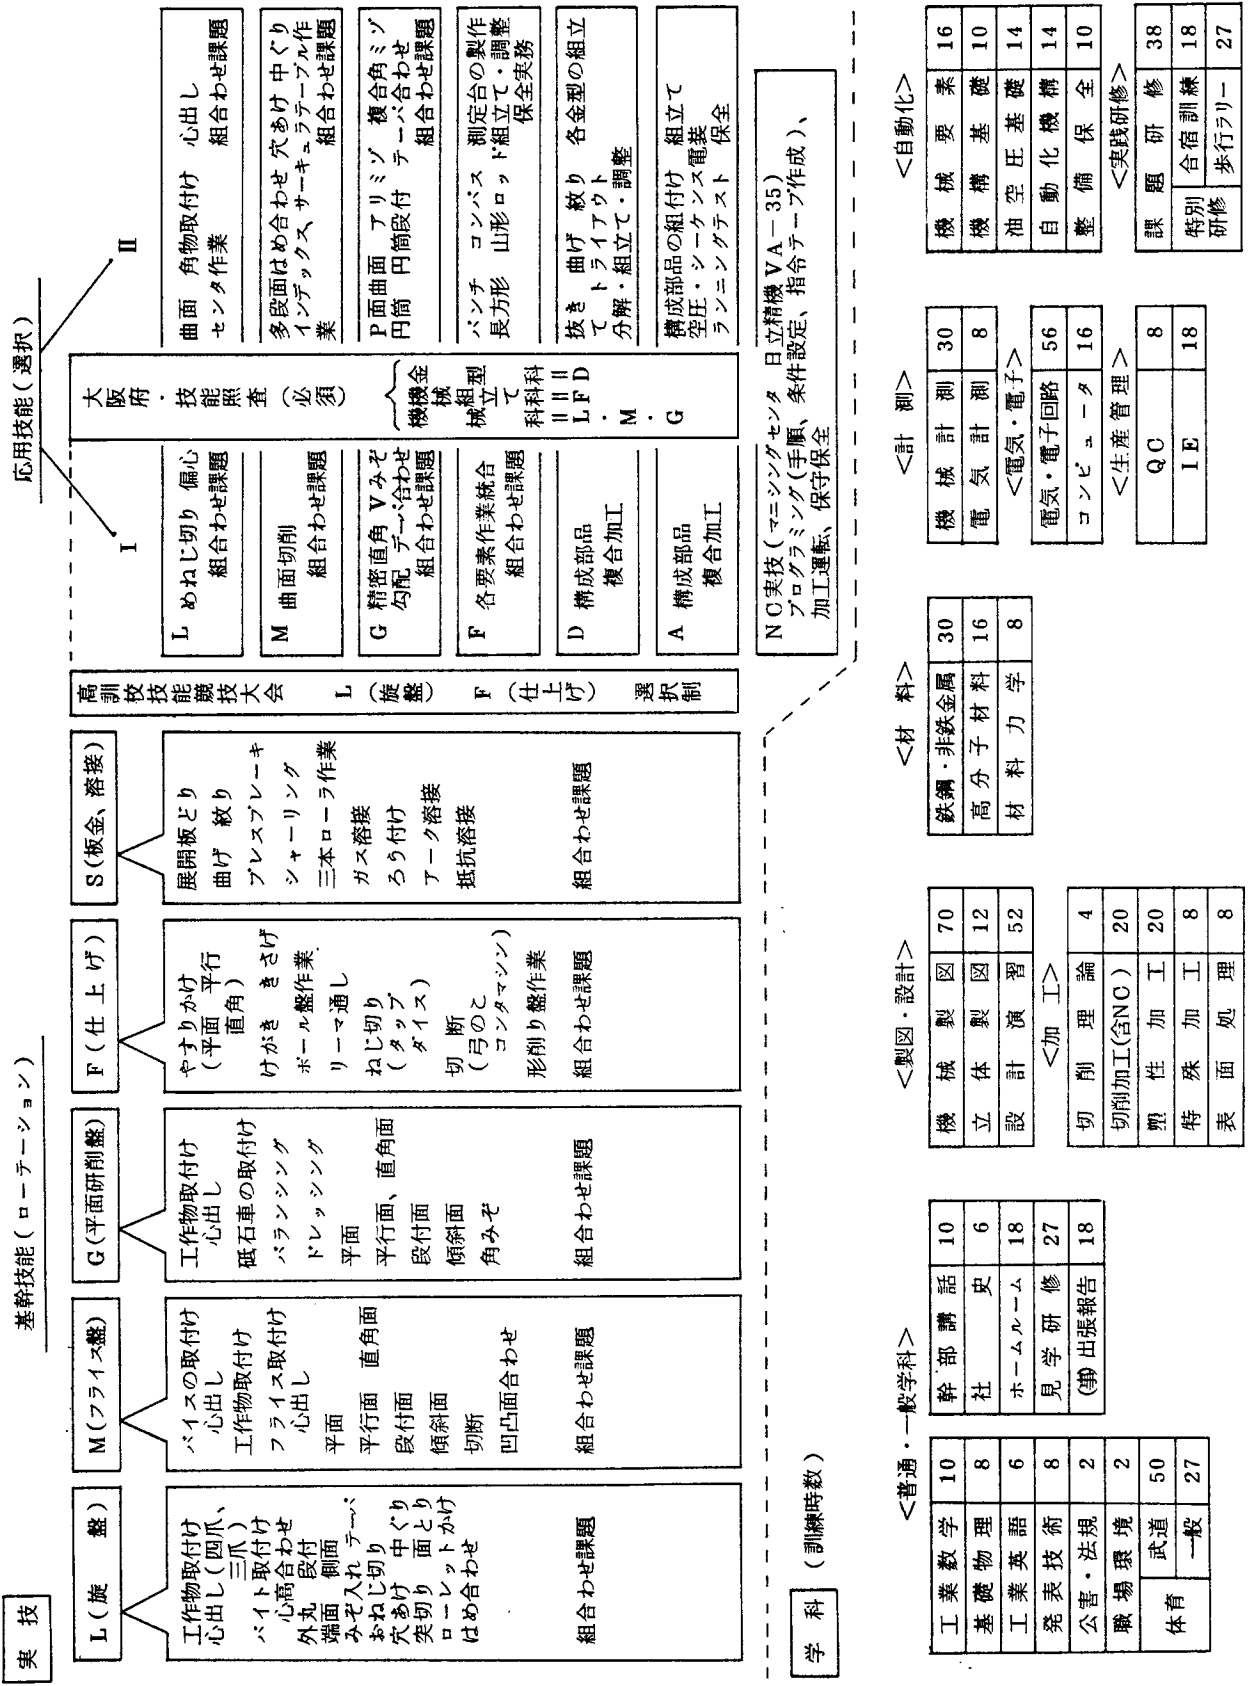 実技
基幹技能(ローテーション)
応用技能(選択)
I
II
L(旋盤)
工作物取付け
心出し(四爪、
三爪)
バイト取付け
心高合わせ
外丸 段付
端面 側面
みぞ入れ テーパ
おねじ切り
穴あけ 中ぐり
突切り 面とり
ローレットかけ
はめ合わせ
組合わせ課題
M(フライス盤)
バイスの取付け
心出し
工作物取付け
フライス取付け
心出し
平面
平行面 直角面
段付面
傾斜面
切断
凹凸面合わせ
組合わせ課題
G(平面研削盤)
工作物取付け
心出し
砥石車の取付け
バランシング
ドレッシング
平面
平行面、直角面
段付面
傾斜面
角みぞ
組合わせ課題
F(仕上げ)
やすりかけ
(平面 平行
直角)
けがき きさげ
ボール盤作業
リーマ通し
ねじ切り
(タップ
ダイス)
切断
(弓のこ
コンタマシン)
形削り盤作業
組合わせ課題
S(板金、溶接)
展開板どり
曲げ 絞り
プレスブレーキ
シャーリング
三本ローラ作業
ガス溶接
ろう付け
アーク溶接
抵抗溶接
組合わせ課題
高訓校技能競技大会 L(旋盤) F(仕上げ) 選択制
L めねじ切り 偏心
組合わせ課題
M 曲面切削
組合わせ課題
G 精密直角 Vみぞ
勾配 テーパ合わせ
組合わせ課題
F 各要素作業統合
組合わせ課題
D 構成部品
複合加工
A 構成部品
複合加工
大阪府・技能照査(必須)
機械科=L・M・G
機械組立て科=F
金型科=D
曲面 角物取付け 心出し
センタ作業 組合わせ課題
多段面はめ合わせ 穴あけ 中ぐり
インデックス、サーキュラテーブル作
業 組合わせ課題
P面曲面 アリミゾ 複合角ミゾ
円筒 円筒段付 テーパ合わせ
組合わせ課題
パンチ コンパス 測定台の製作
長方形 山形ロッド組立て・調整
保全実務
抜き 曲げ 絞り 各金型の組立
て トライアウト
分解・組立て・調整
構成部品の組付け 組立て
空圧・シーケンス電装
ランニングテスト 保全
NC実技(マニシングセンタ 日立精機VA-35)
プログラミング(手順、条件設定、指令テープ作成)、
加工運転、保守保全
学科 (訓練時数)
<普通・一般学科>
工業数学 10
基礎物理 8
工業英語 6
発表技術 8
公害・法規 2
職場環境 2
体育 武道 50
一般 27
幹部講話 10
社史 6
ホームルーム 18
見学研修 27
(事)出張報告 18
<製図・設計>
機械製図 70
立体製図 12
設計演習 52
<加工>
切削理論 4
切削加工(含NC) 20
塑性加工 20
特殊加工 8
表面処理 8
<材料>
鉄鋼・非鉄金属 30
高分子材料 16
材料力学 8
<計測>
機械計測 30
電気計測 8
<電気・電子>
電気・電子回路 56
コンピュータ 16
<生産管理>
QC 8
IE 18
<自動化>
機械要素 16
機構基礎 10
油空圧基礎 14
自動化機構 14
整備保全 10
<実践研修>
課題研修 38
特別研修 合宿訓練 18
歩行ラリー 27